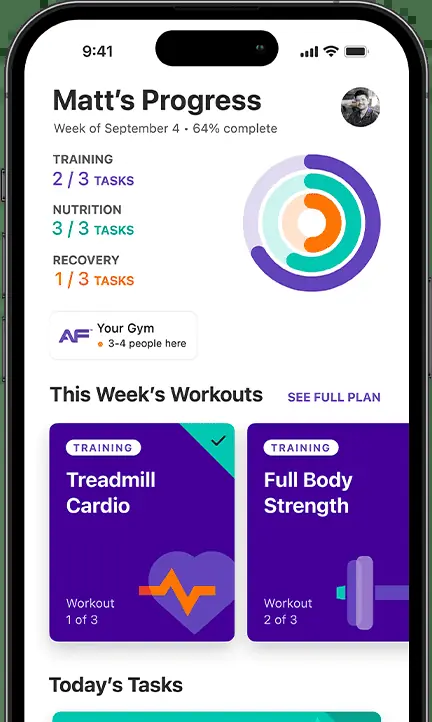 9:41
Matt's Progress
Week of September 4 • 64% complete
TRAINING
2 / 3 TASKS
NUTRITION
3 / 3 TASKS
RECOVERY
1 / 3 TASKS
AF
Your Gym
3-4 people here
This Week's Workouts
SEE FULL PLAN
TRAINING
Treadmill
Cardio
Workout
1 of 3
TRAINING
Full Body
Strength
Workout
2 of 3
Today's Tasks